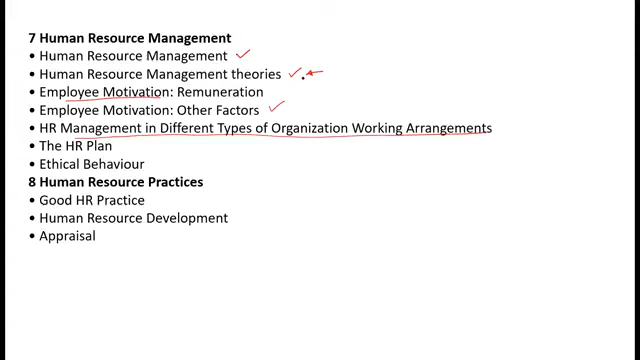 7 Human Resource Management
• Human Resource Management
• Human Resource Management theories
• Employee Motivation: Remuneration
• Employee Motivation: Other Factors
• HR Management in Different Types of Organization Working Arrangements
• The HR Plan
• Ethical Behaviour
8 Human Resource Practices
• Good HR Practice
• Human Resource Development
• Appraisal